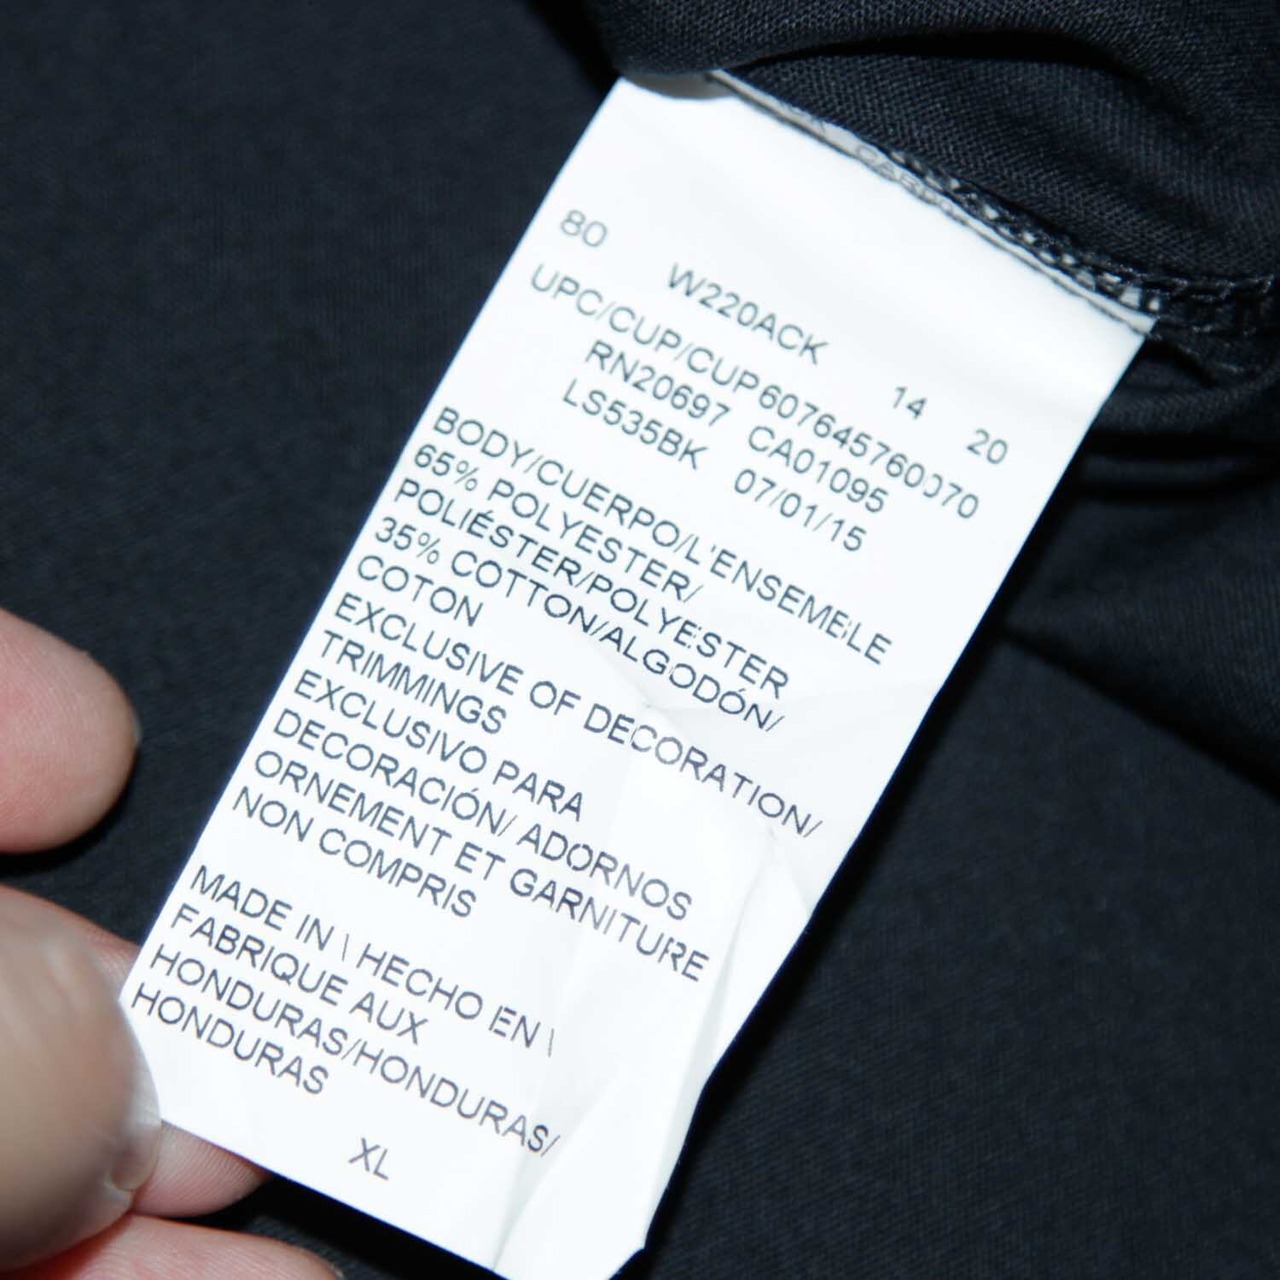 80 W220ACK 14 20
UPC/CUP/CUP 607645760070
RN20697 CA01095
LS535BK 07/01/15
BODY/CUERPO/L'ENSEMBLE
65% POLYESTER/
POLIÉSTER/POLYESTER
35% COTTON/ALGODÓN/
COTON
EXCLUSIVE OF DECORATION/
TRIMMINGS
EXCLUSIVO PARA
DECORACIÓN/ ADORNOS
ORNEMENT ET GARNITURE
NON COMPRIS
MADE IN \ HECHO EN \
FABRIQUE AUX
HONDURAS/HONDURAS/
HONDURAS
XL